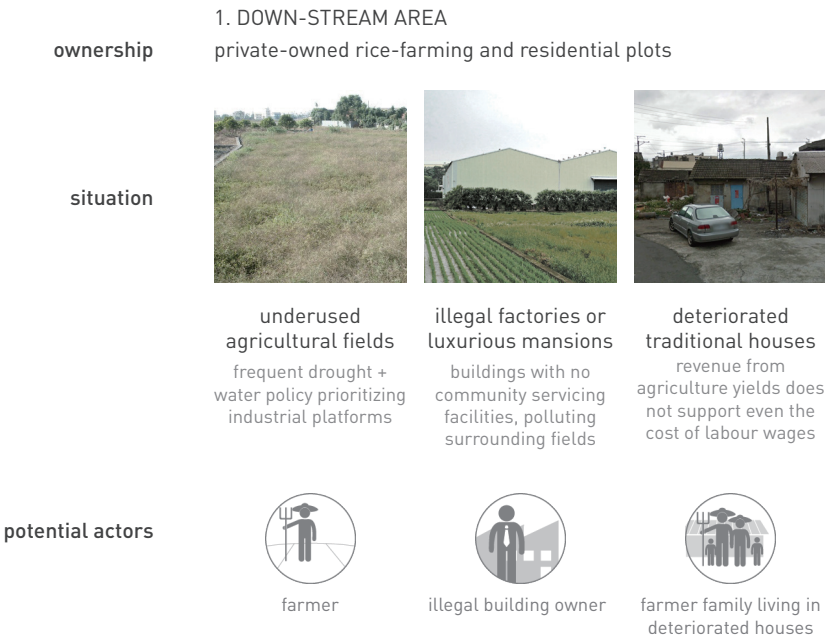 1. DOWN-STREAM AREA
ownership
private-owned rice-farming and residential plots
situation
underused
agricultural fields
frequent drought +
water policy prioritizing
industrial platforms
illegal factories or
luxurious mansions
buildings with no
community servicing
facilities, polluting
surrounding fields
deteriorated
traditional houses
revenue from
agriculture yields does
not support even the
cost of labour wages
potential actors
farmer
illegal building owner
farmer family living in
deteriorated houses